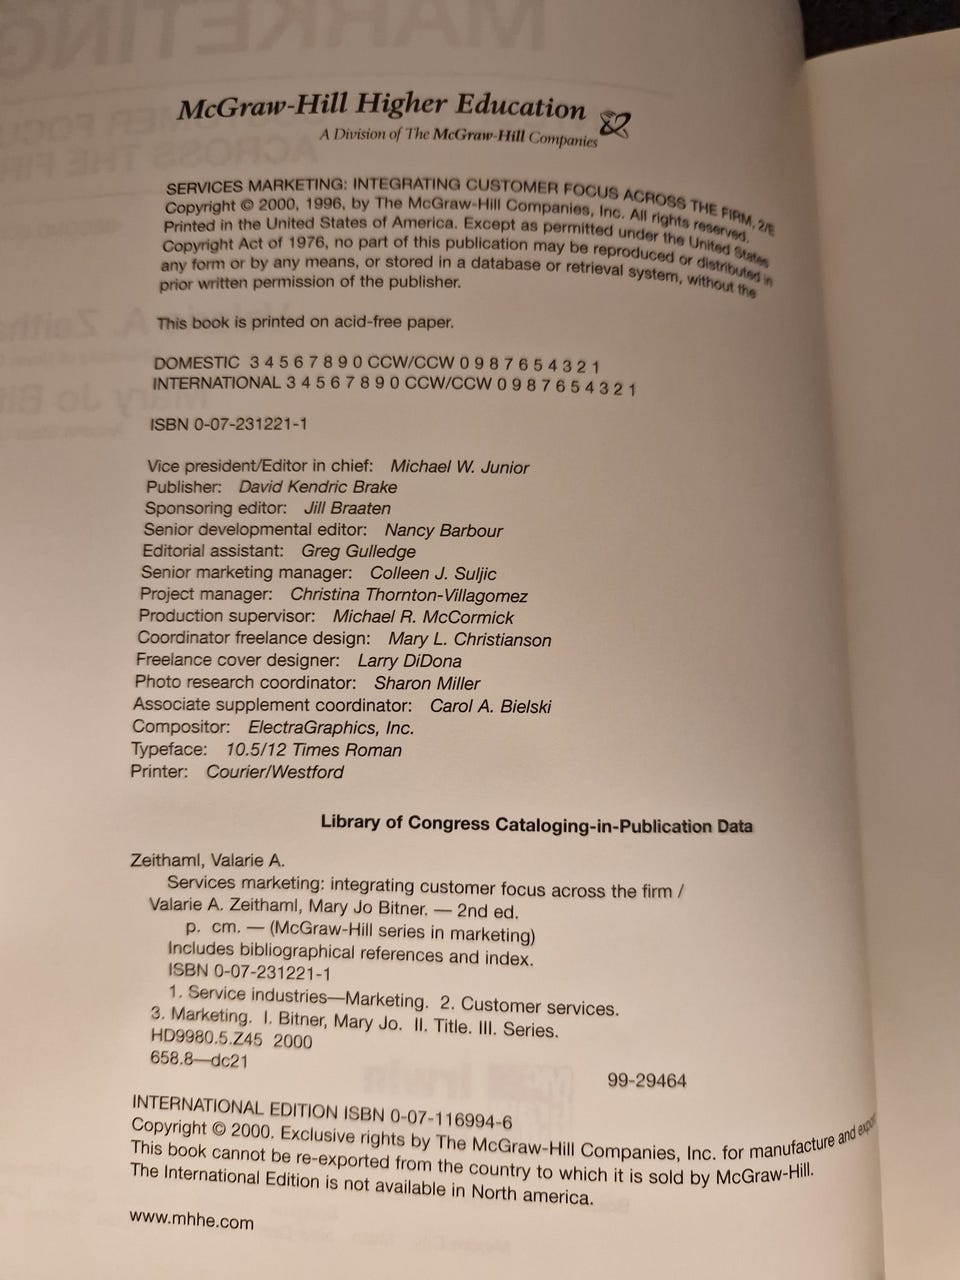 McGraw-Hill Higher Education
A Division of The McGraw-Hill Companies
SERVICES MARKETING: INTEGRATING CUSTOMER FOCUS ACROSS THE FIRM, 2/E
Copyright © 2000, 1996, by The McGraw-Hill Companies, Inc. All rights reserved.
Printed in the United States of America. Except as permitted under the United States
Copyright Act of 1976, no part of this publication may be reproduced or distributed in
any form or by any means, or stored in a database or retrieval system, without the
prior written permission of the publisher.
This book is printed on acid-free paper.
DOMESTIC 3 4 5 6 7 8 9 0 CCW/CCW 0 9 8 7 6 5 4 3 2 1
INTERNATIONAL 3 4 5 6 7 8 9 0 CCW/CCW 0 9 8 7 6 5 4 3 2 1
ISBN 0-07-231221-1
Vice president/Editor in chief: Michael W. Junior
Publisher: David Kendric Brake
Sponsoring editor: Jill Braaten
Senior developmental editor: Nancy Barbour
Editorial assistant: Greg Gulledge
Senior marketing manager: Colleen J. Suljic
Project manager: Christina Thornton-Villagomez
Production supervisor: Michael R. McCormick
Coordinator freelance design: Mary L. Christianson
Freelance cover designer: Larry DiDona
Photo research coordinator: Sharon Miller
Associate supplement coordinator: Carol A. Bielski
Compositor: ElectraGraphics, Inc.
Typeface: 10.5/12 Times Roman
Printer: Courier/Westford
Library of Congress Cataloging-in-Publication Data
Zeithaml, Valarie A.
Services marketing: integrating customer focus across the firm /
Valarie A. Zeithaml, Mary Jo Bitner. — 2nd ed.
p. cm. — (McGraw-Hill series in marketing)
Includes bibliographical references and index.
ISBN 0-07-231221-1
1. Service industries—Marketing. 2. Customer services.
3. Marketing. I. Bitner, Mary Jo. II. Title. III. Series.
HD9980.5.Z45 2000
658.8—dc21
99-29464
INTERNATIONAL EDITION ISBN 0-07-116994-6
Copyright © 2000. Exclusive rights by The McGraw-Hill Companies, Inc. for manufacture and
This book cannot be re-exported from the country to which it is sold by McGraw-Hill.
The International Edition is not available in North america.
www.mhhe.com